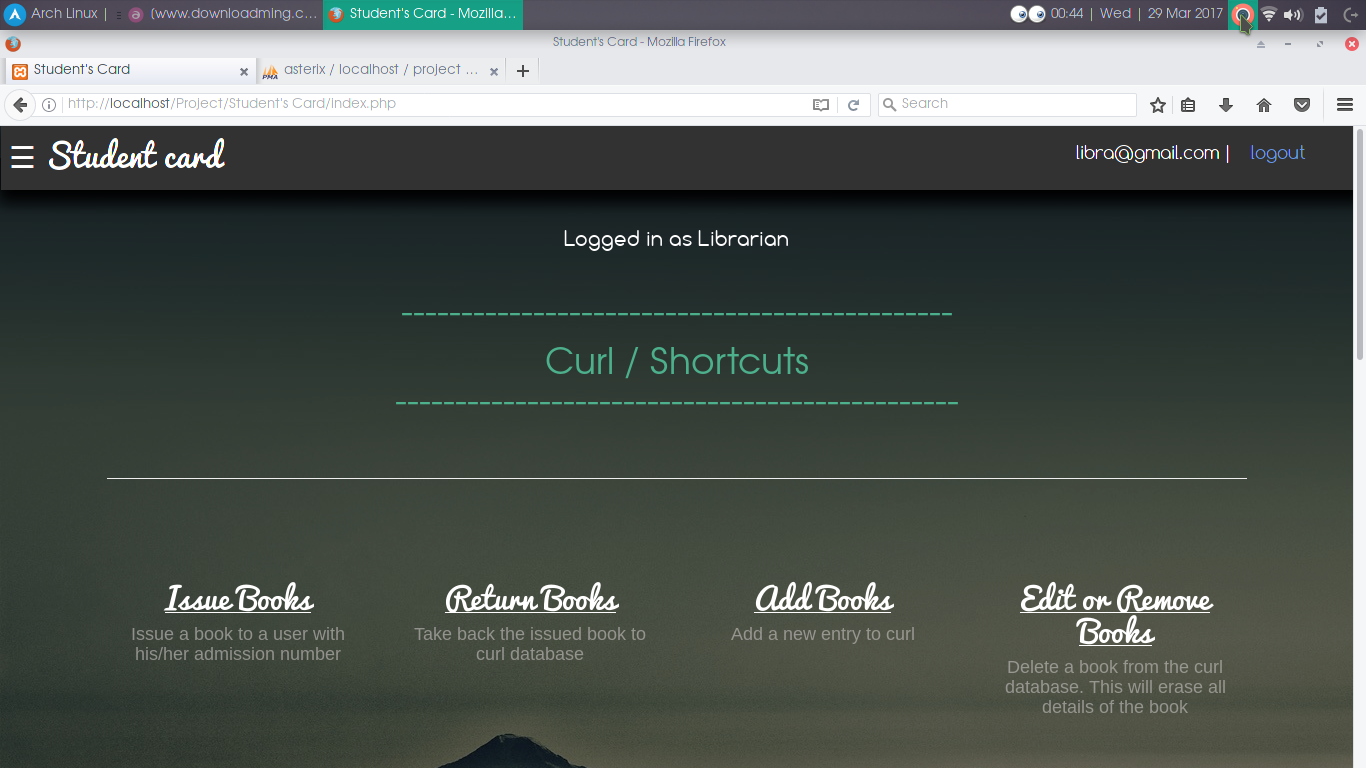 Arch Linux |
[www.downloadming.c...
Student's Card - Mozilla...
00:44 | Wed | 29 Mar 2017
Student's Card - Mozilla Firefox
Student's Card
asterix / localhost / project ...
http://localhost/Project/Student's Card/Index.php
Search
Student card
libra@gmail.com | logout
Logged in as Librarian
----------------------------------------------
Curl / Shortcuts
-----------------------------------------------
Issue Books
Issue a book to a user with
his/her admission number
Return Books
Take back the issued book to
curl database
Add Books
Add a new entry to curl
Edit or Remove
Books
Delete a book from the curl
database. This will erase all
details of the book